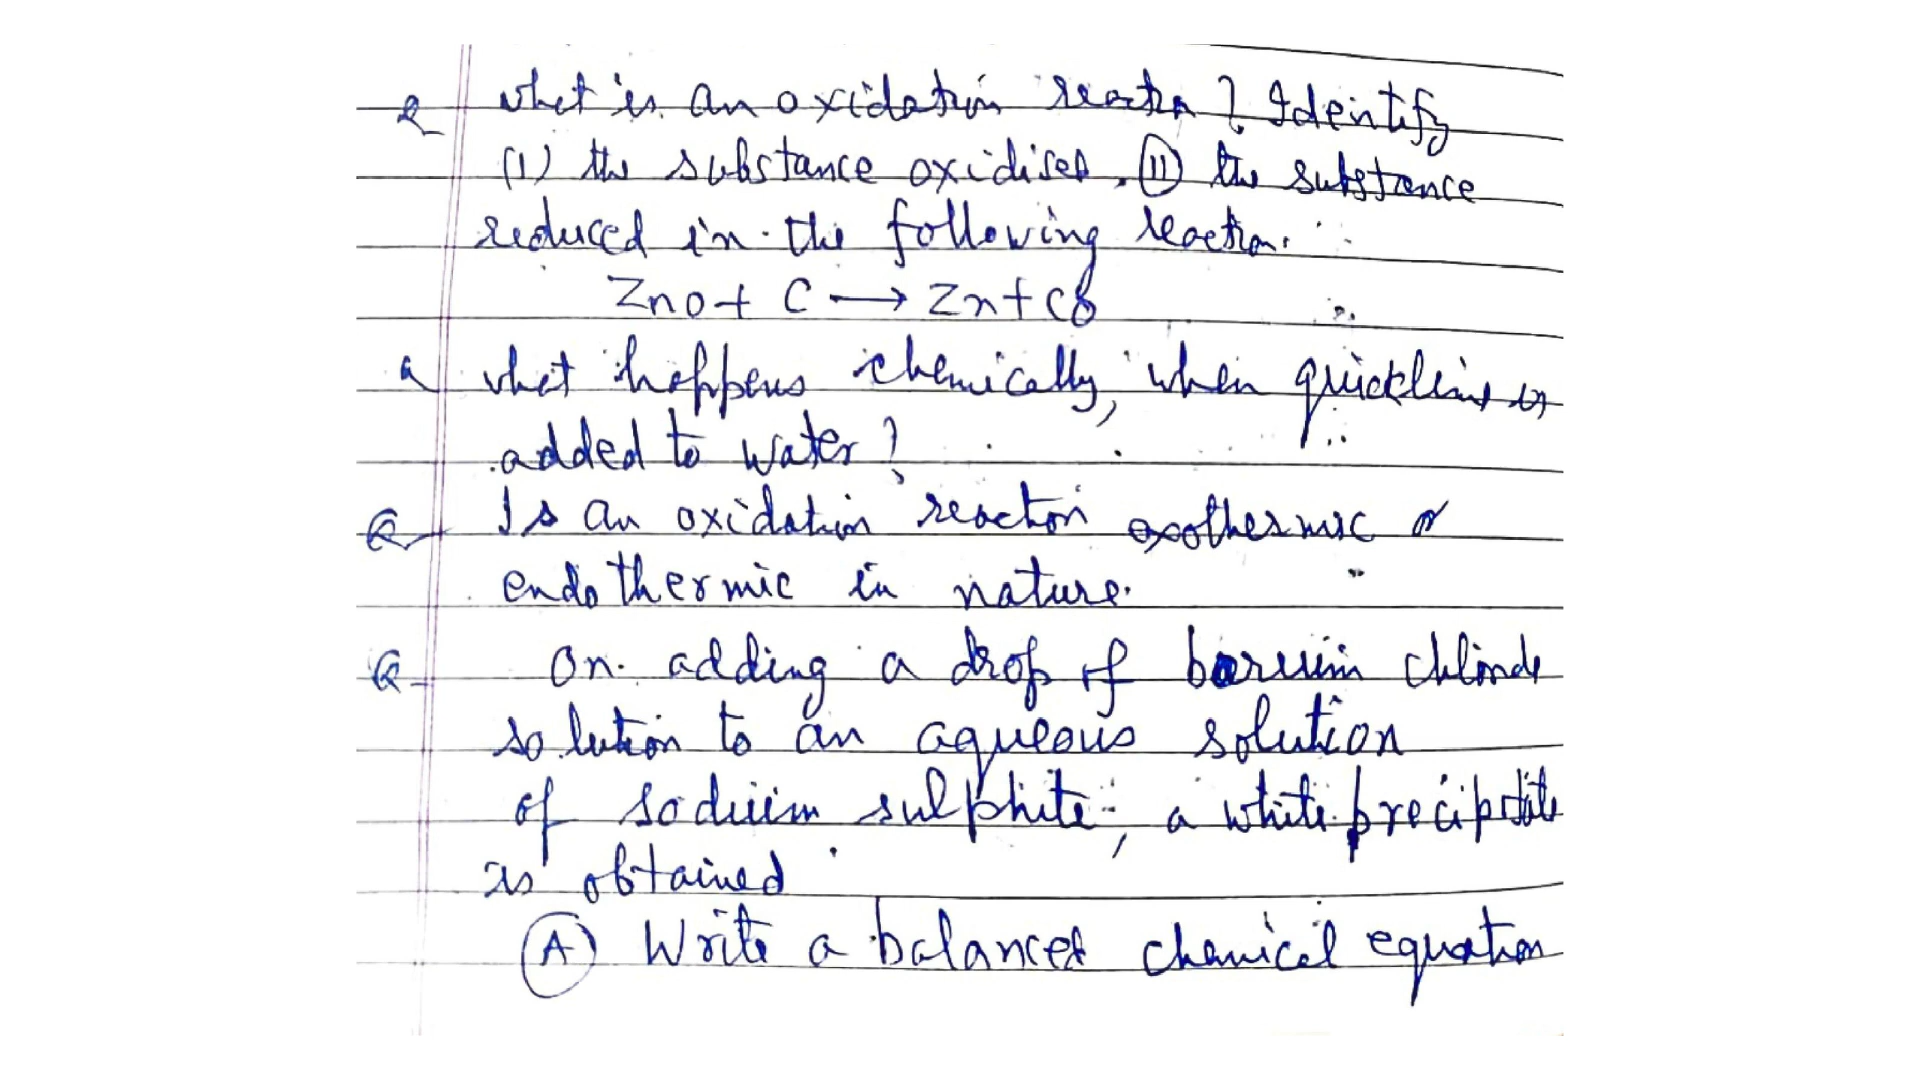 Q what is an oxidation reaction? Identify
(I) the substance oxidised, (II) the substance
reduced in the following reaction.
ZnO + C → Zn + CO
Q what happens chemically, when quicklime is
added to water?
Q Is an oxidation reaction exothermic or
endothermic in nature.
Q- On adding a drop of barium chloride
solution to an aqueous solution
of sodium sulphite, a white precipitate
is obtained
(A) Write a balanced chemical equation